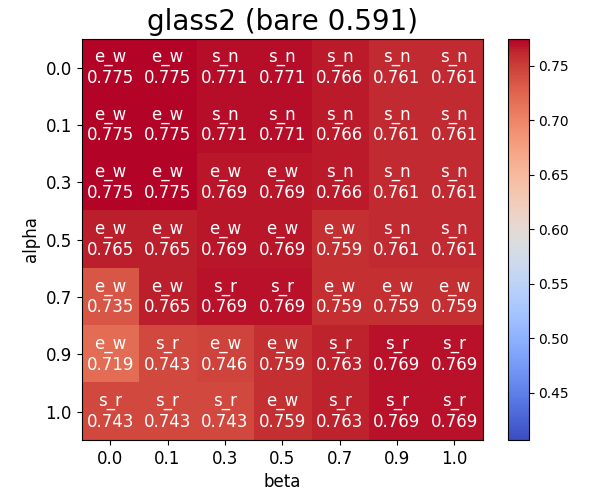 glass2 (bare 0.591)
0.0 e_w e_w s_n s_n s_n s_n s_n
0.775 0.775 0.771 0.771 0.766 0.761 0.761
0.1 e_w e_w s_n s_n s_n s_n s_n
0.775 0.775 0.771 0.771 0.766 0.761 0.761
0.3 e_w e_w e_w e_w s_n s_n s_n
0.775 0.775 0.769 0.769 0.766 0.761 0.761
0.5 e_w e_w e_w e_w e_w s_n s_n
0.765 0.765 0.769 0.769 0.759 0.761 0.761
0.7 e_w e_w s_r s_r e_w e_w e_w
0.735 0.765 0.769 0.769 0.759 0.759 0.759
0.9 e_w s_r e_w e_w s_r s_r s_r
0.719 0.743 0.746 0.759 0.763 0.769 0.769
1.0 s_r s_r s_r e_w s_r s_r s_r
0.743 0.743 0.743 0.759 0.763 0.769 0.769
0.0 0.1 0.3 0.5 0.7 0.9 1.0
beta
alpha
0.75
0.70
0.65
0.60
0.55
0.50
0.45